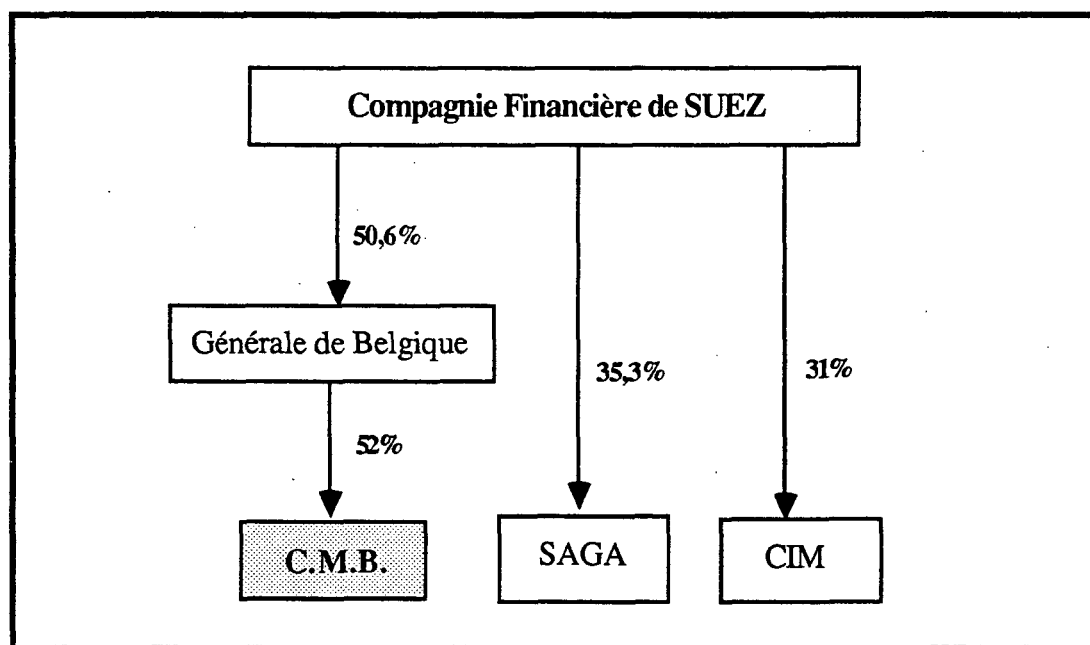 Compagnie Financière de SUEZ
50,6%
Générale de Belgique
35,3%
31%
52%
C.M.B.
SAGA
CIM